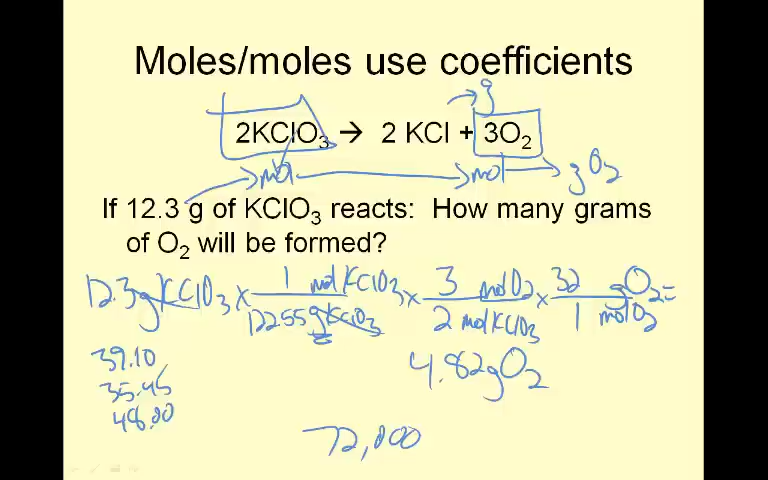 Moles/moles use coefficients
g
2KClO₃ → 2 KCl + 3O₂
mol mol g O₂
If 12.3 g of KClO₃ reacts: How many grams
of O₂ will be formed?
12.3 g KClO₃ × 1 mol KClO₃ / 122.55 g KClO₃ × 3 mol O₂ / 2 mol KClO₃ × 32 g O₂ / 1 mol O₂ =
39.10
35.45
48.00
4.82 g O₂
72,000